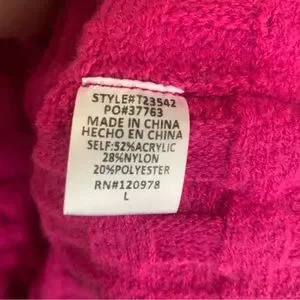 STYLE#T23542
PO#37763
MADE IN CHINA
HECHO EN CHINA
SELF:52%ACRYLIC
28%NYLON
20%POLYESTER
RN#120978
L